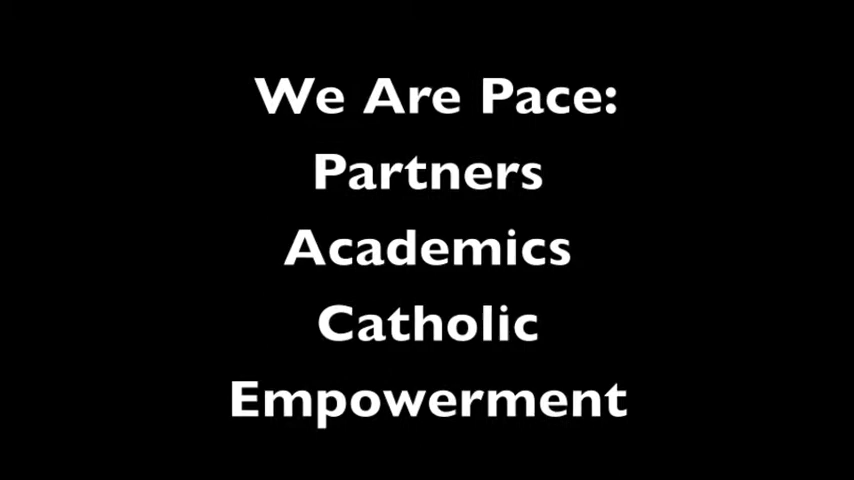 We Are Pace:
Partners
Academics
Catholic
Empowerment